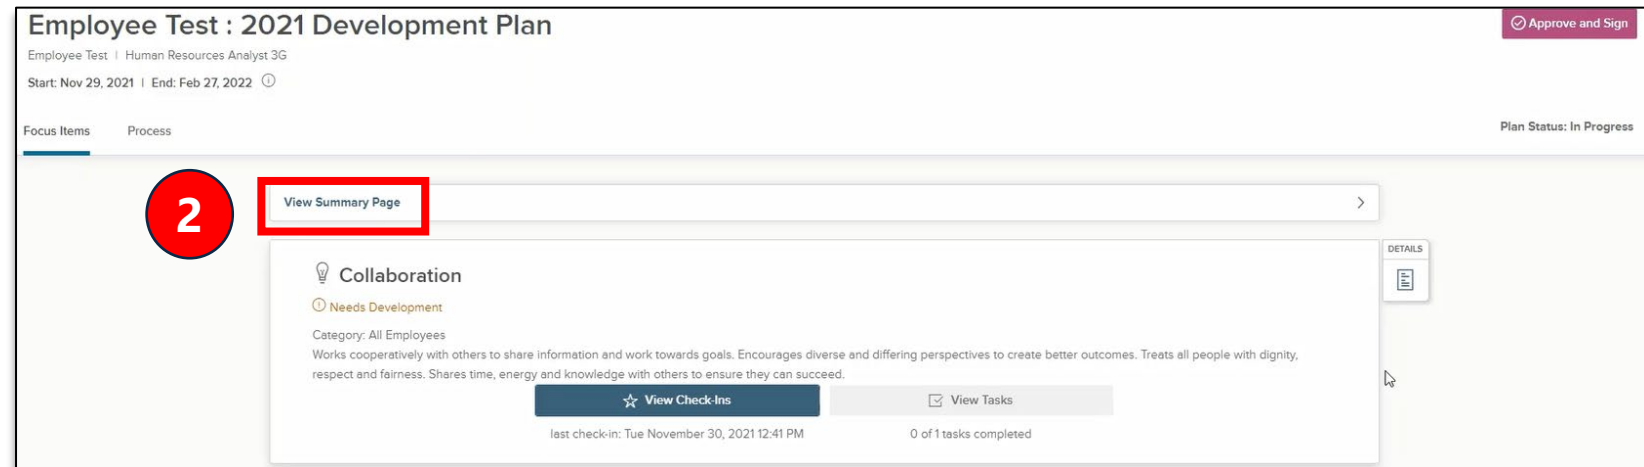 Employee Test : 2021 Development Plan
Approve and Sign
Employee Test | Human Resources Analyst 3G
Start: Nov 29, 2021 | End: Feb 27, 2022
Focus Items Process
Plan Status: In Progress
2
View Summary Page
DETAILS
Collaboration
Needs Development
Category: All Employees
Works cooperatively with others to share information and work towards goals. Encourages diverse and differing perspectives to create better outcomes. Treats all people with dignity,
respect and fairness. Shares time, energy and knowledge with others to ensure they can succeed.
View Check-Ins View Tasks
last check-in: Tue November 30, 2021 12:41 PM 0 of 1 tasks completed